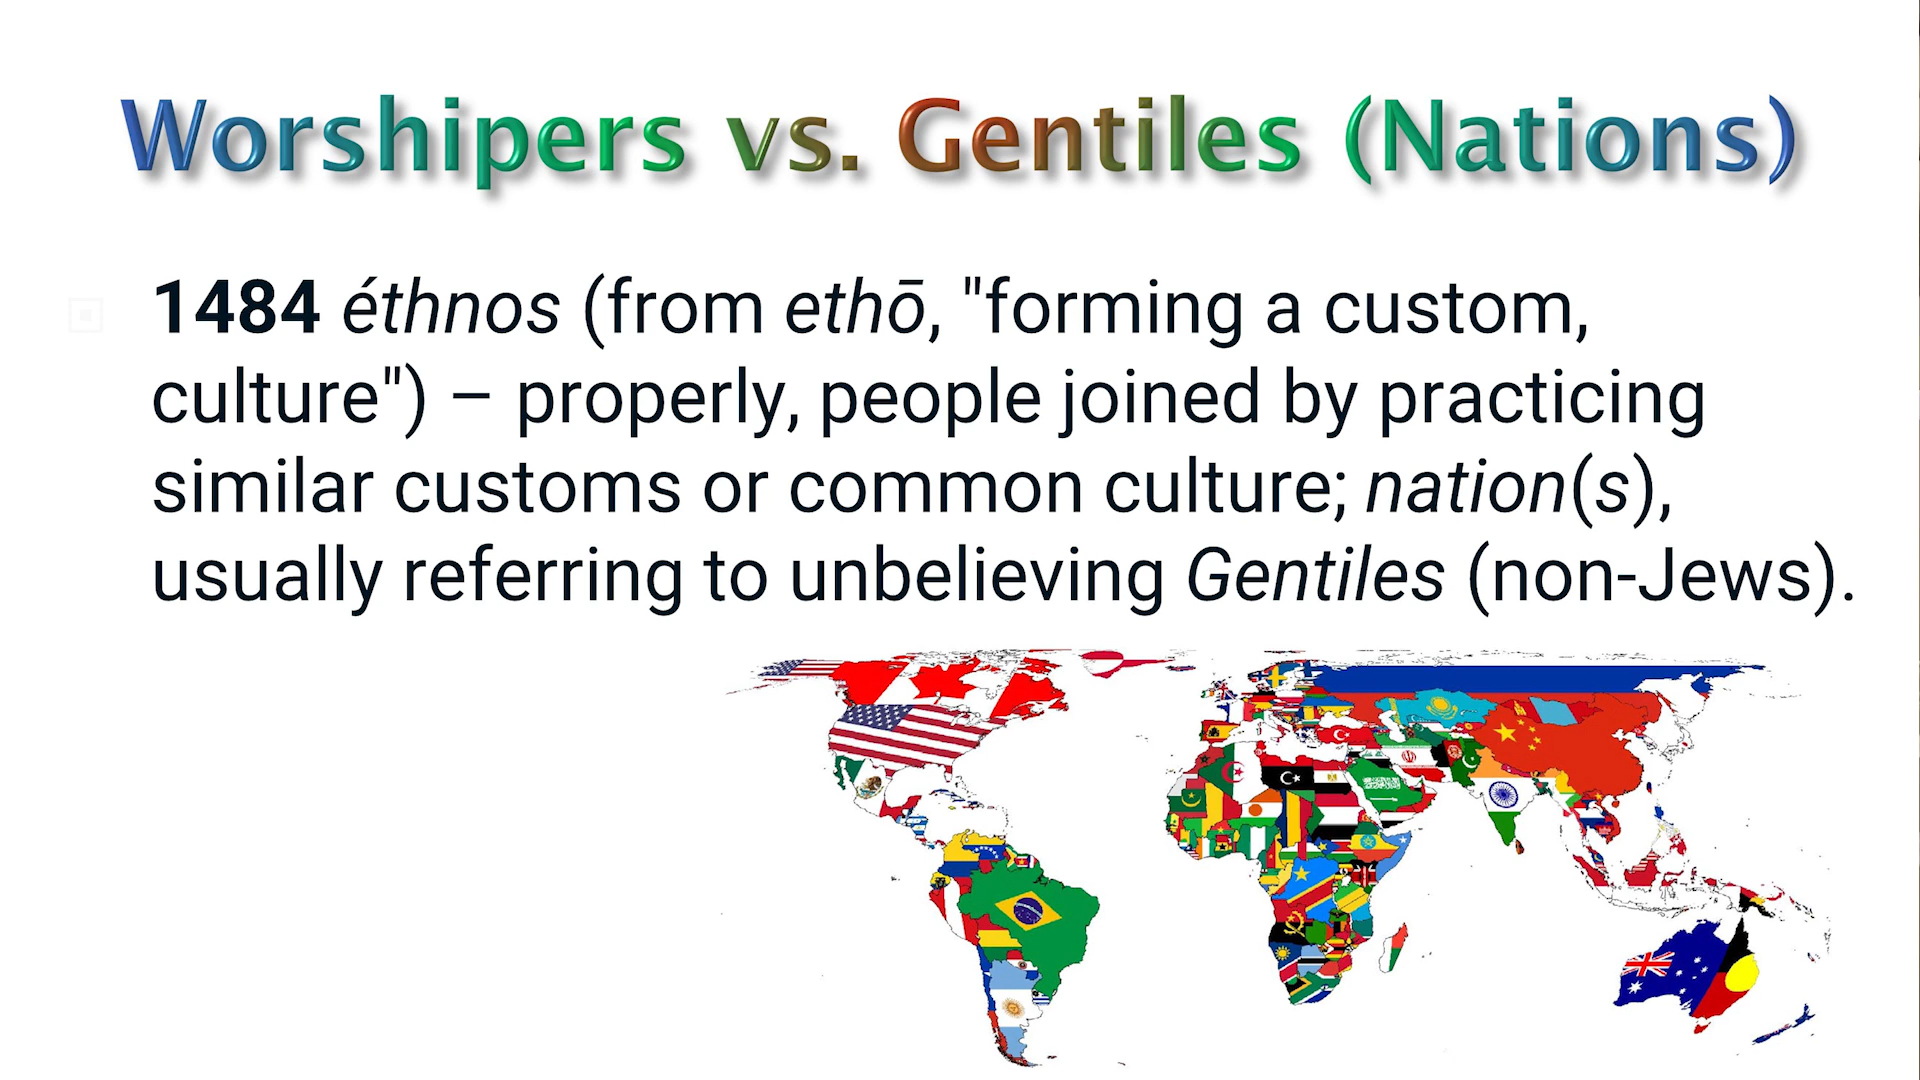 Worshipers vs. Gentiles (Nations)
1484 éthnos (from ethō, "forming a custom,
culture") – properly, people joined by practicing
similar customs or common culture; nation(s),
usually referring to unbelieving Gentiles (non-Jews).